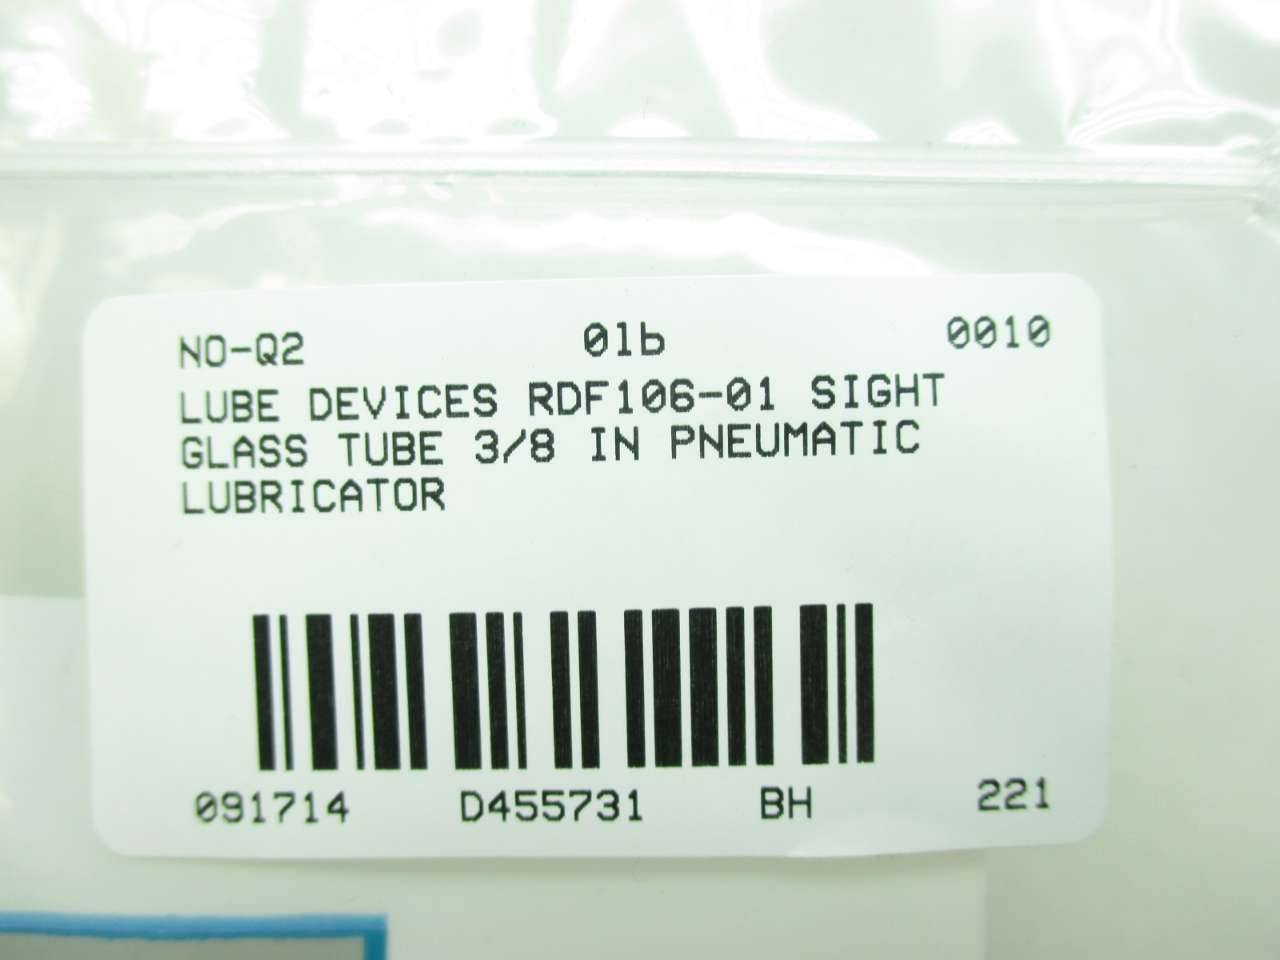 NO-Q2 01b 0010
LUBE DEVICES RDF106-01 SIGHT
GLASS TUBE 3/8 IN PNEUMATIC
LUBRICATOR
091714 D455731 BH 221